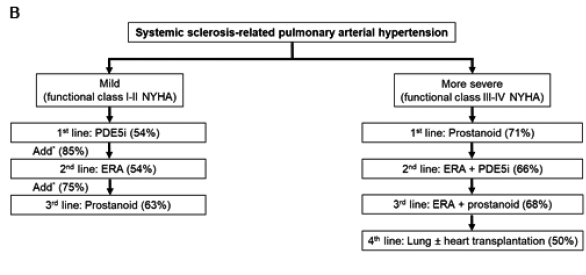 B
Systemic sclerosis-related pulmonary arterial hypertension
Mild
(functional class I-II NYHA)
1st line: PDE5i (54%)
Add* (85%)
2nd line: ERA (54%)
Add* (75%)
3rd line: Prostanoid (63%)
More severe
(functional class III-IV NYHA)
1st line: Prostanoid (71%)
2nd line: ERA + PDE5i (66%)
3rd line: ERA + prostanoid (68%)
4th line: Lung ± heart transplantation (50%)